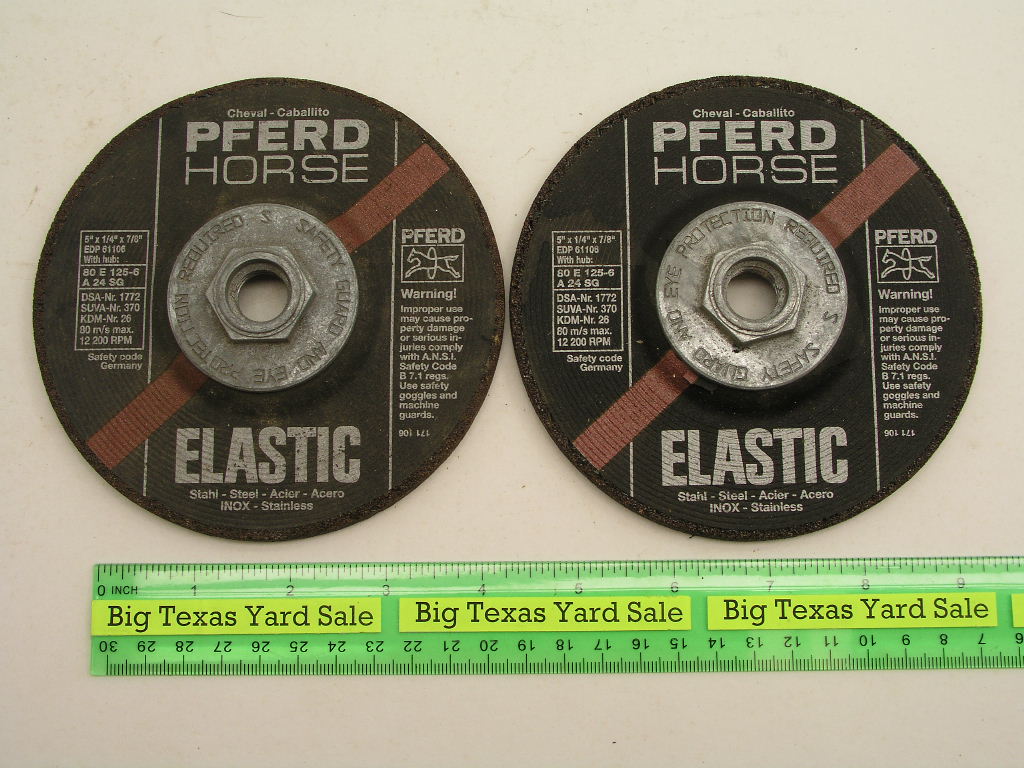 Cheval - Caballito
PFERD
HORSE
SAFETY GUARD AND EYE PROTECTION REQUIRED S
5" x 1/4" x 7/8"
EDP 61106
With hub:
80 E 125-6
A 24 SG
DSA-Nr. 1772
SUVA-Nr. 370
KDM-Nr. 26
80 m/s max.
12 200 RPM
Safety code
Germany
PFERD
Warning!
Improper use
may cause pro-
perty damage
or serious in-
juries comply
with A.N.S.I.
Safety Code
B 7.1 regs.
Use safety
goggles and
machine
guards.
171 106
ELASTIC
Stahl - Steel - Acier - Acero
INOX - Stainless
Cheval - Caballito
PFERD
HORSE
SAFETY GUARD AND EYE PROTECTION REQUIRED S
5" x 1/4" x 7/8"
EDP 61106
With hub:
80 E 125-6
A 24 SG
DSA-Nr. 1772
SUVA-Nr. 370
KDM-Nr. 26
80 m/s max.
12 200 RPM
Safety code
Germany
PFERD
Warning!
Improper use
may cause pro-
perty damage
or serious in-
juries comply
with A.N.S.I.
Safety Code
B 7.1 regs.
Use safety
goggles and
machine
guards.
171 106
ELASTIC
Stahl - Steel - Acier - Acero
INOX - Stainless
0 INCH 1 2 3 4 5 6 7 8 9
Big Texas Yard Sale Big Texas Yard Sale Big Texas Yard Sale
30 29 28 27 26 25 24 23 22 21 20 19 18 17 16 15 14 13 12 11 10 9 8 7 6